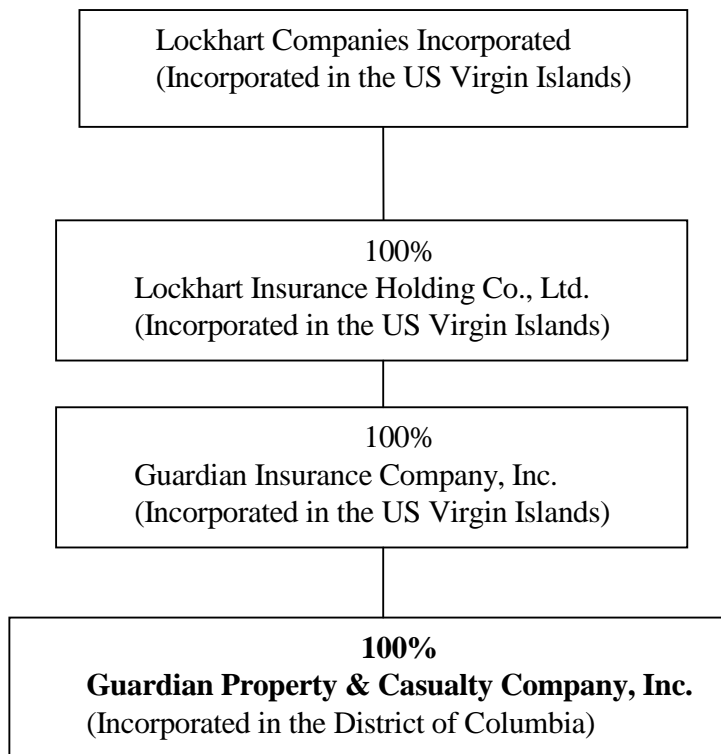 Lockhart Companies Incorporated
(Incorporated in the US Virgin Islands)
100%
Lockhart Insurance Holding Co., Ltd.
(Incorporated in the US Virgin Islands)
100%
Guardian Insurance Company, Inc.
(Incorporated in the US Virgin Islands)
100%
Guardian Property & Casualty Company, Inc.
(Incorporated in the District of Columbia)